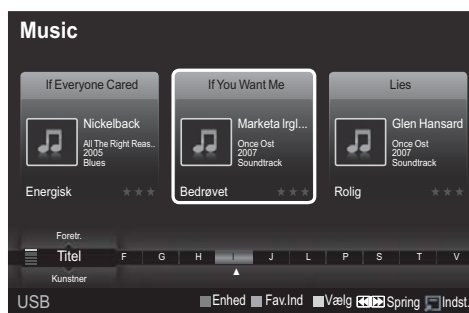 Music
If Everyone Cared
Nickelback
All The Right Reas..
2005
Blues
Energisk
If You Want Me
Marketa Irgl...
Once Ost
2007
Soundtrack
Bedrøvet
Lies
Glen Hansard
Once Ost
2007
Soundtrack
Rolig
Foretr.
Titel F G H I J L P S T V
Kunstner
USB Enhed Fav.Ind Vælg Spring Indst.